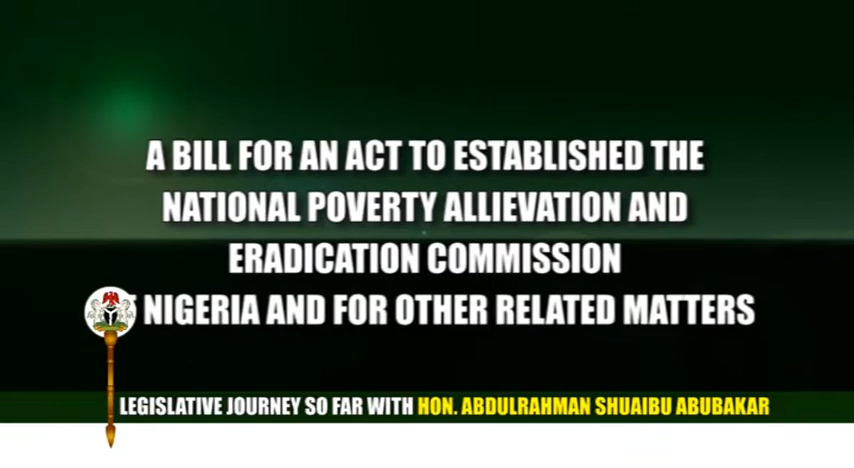 A BILL FOR AN ACT TO ESTABLISHED THE
NATIONAL POVERTY ALLIEVATION AND
ERADICATION COMMISSION
NIGERIA AND FOR OTHER RELATED MATTERS
LEGISLATIVE JOURNEY SO FAR WITH HON. ABDULRAHMAN SHUAIBU ABUBAKAR